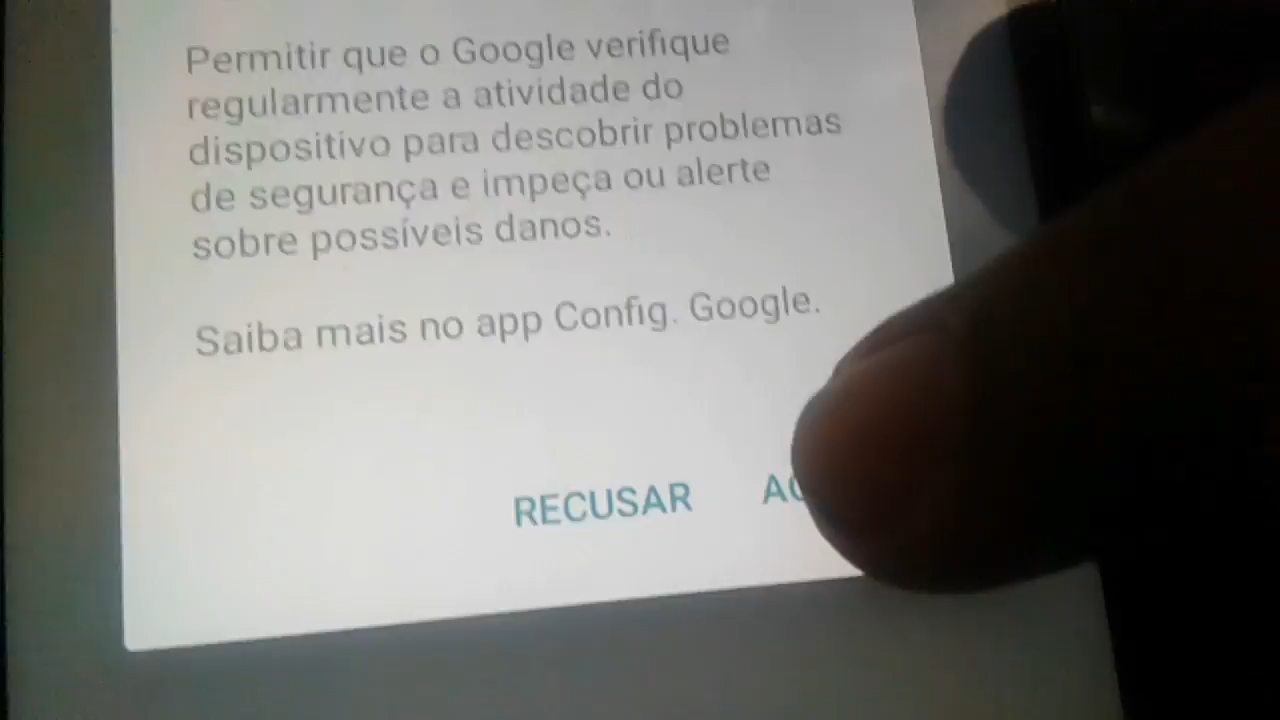 Permitir que o Google verifique
regularmente a atividade do
dispositivo para descobrir problemas
de segurança e impeça ou alerte
sobre possíveis danos.
Saiba mais no app Config. Google.
RECUSAR